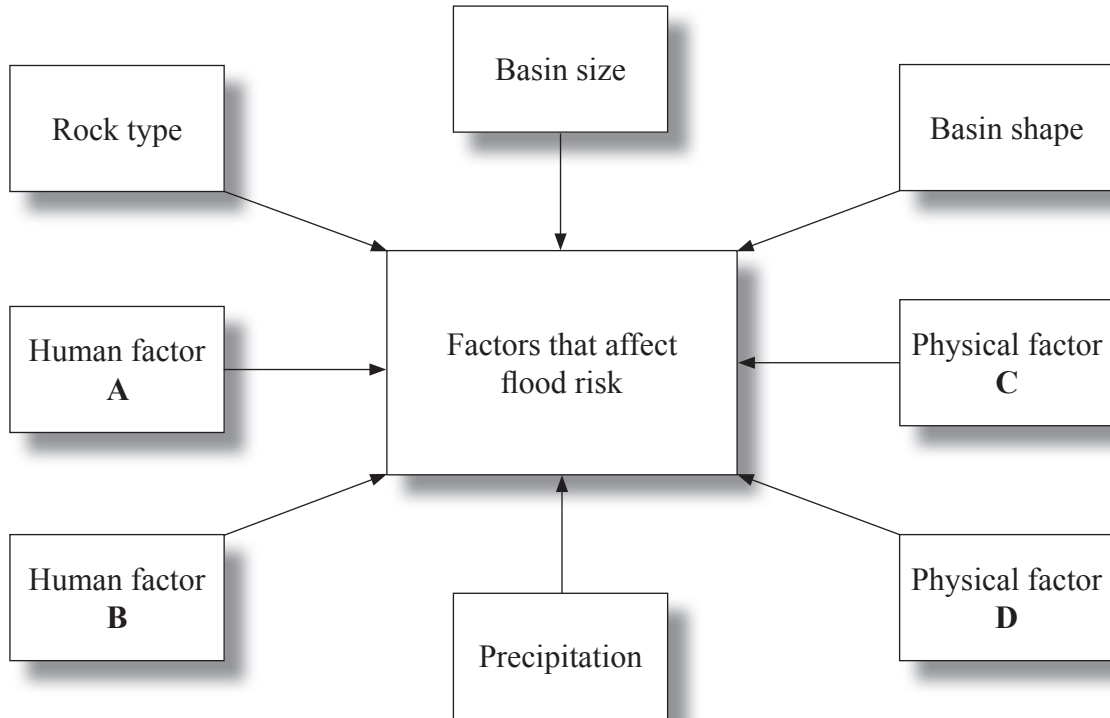 Basin size
Rock type
Basin shape
Human factor
A
Factors that affect
flood risk
Physical factor
C
Human factor
B
Precipitation
Physical factor
D